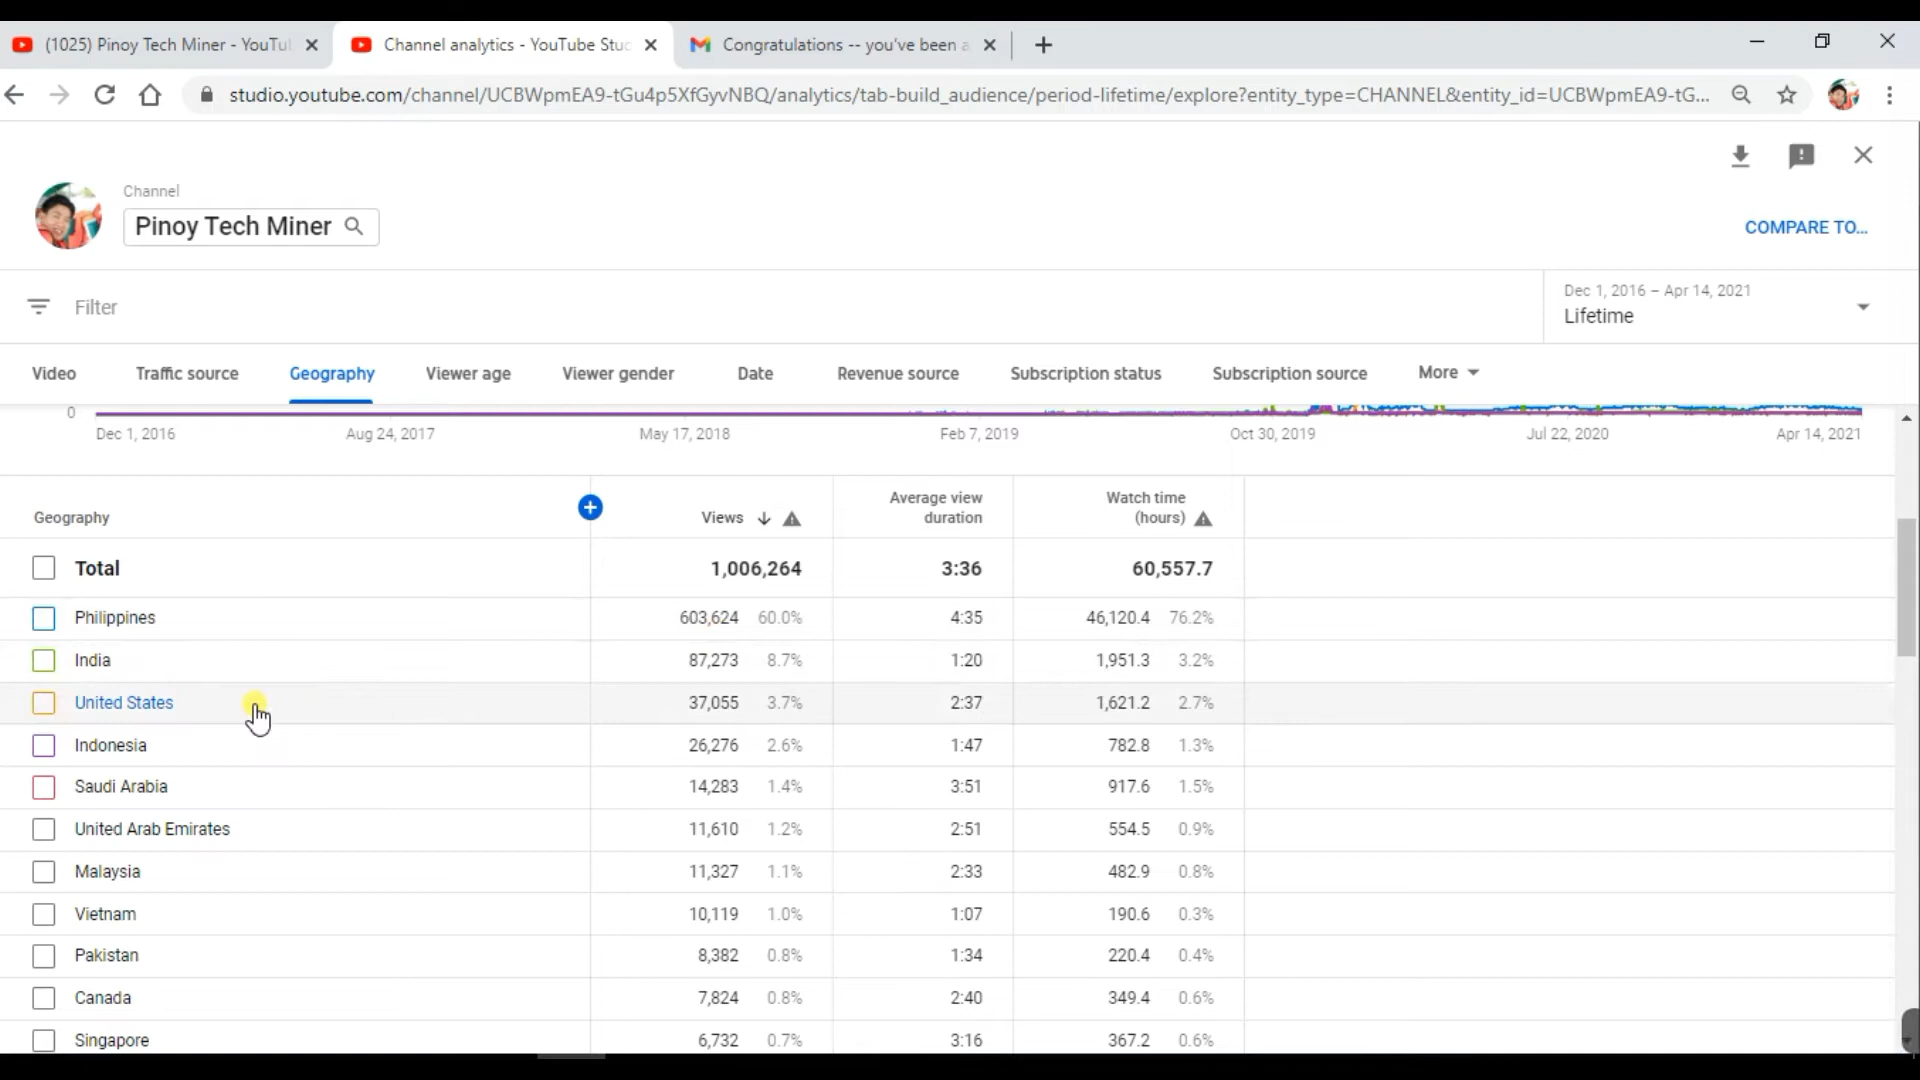 (1025) Pinoy Tech Miner - YouTu
Channel analytics - YouTube Stud
Congratulations -- you've been a
studio.youtube.com/channel/UCBWpmEA9-tGu4p5XfGyvNBQ/analytics/tab-build_audience/period-lifetime/explore?entity_type=CHANNEL&entity_id=UCBWpmEA9-tG...
Channel
Pinoy Tech Miner
COMPARE TO...
Filter
Dec 1, 2016 – Apr 14, 2021
Lifetime
Video Traffic source Geography Viewer age Viewer gender Date Revenue source Subscription status Subscription source More
0
Dec 1, 2016 Aug 24, 2017 May 17, 2018 Feb 7, 2019 Oct 30, 2019 Jul 22, 2020 Apr 14, 2021
Geography Views Average view duration Watch time (hours)
Total 1,006,264 3:36 60,557.7
Philippines 603,624 60.0% 4:35 46,120.4 76.2%
India 87,273 8.7% 1:20 1,951.3 3.2%
United States 37,055 3.7% 2:37 1,621.2 2.7%
Indonesia 26,276 2.6% 1:47 782.8 1.3%
Saudi Arabia 14,283 1.4% 3:51 917.6 1.5%
United Arab Emirates 11,610 1.2% 2:51 554.5 0.9%
Malaysia 11,327 1.1% 2:33 482.9 0.8%
Vietnam 10,119 1.0% 1:07 190.6 0.3%
Pakistan 8,382 0.8% 1:34 220.4 0.4%
Canada 7,824 0.8% 2:40 349.4 0.6%
Singapore 6,732 0.7% 3:16 367.2 0.6%